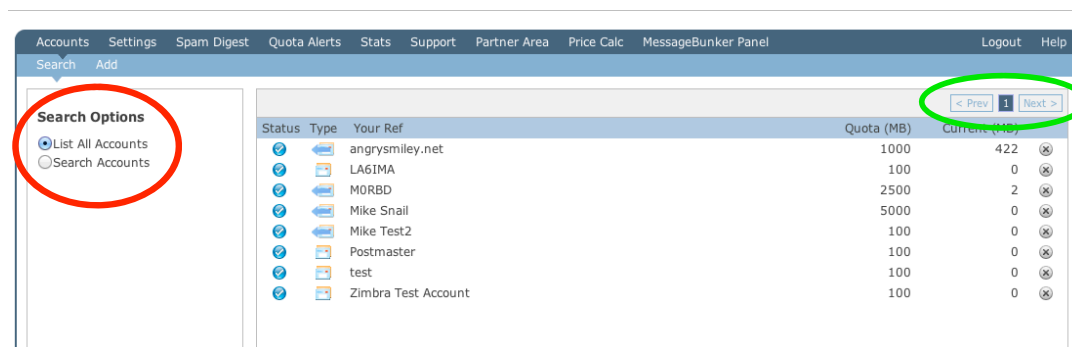 Accounts Settings Spam Digest Quota Alerts Stats Support Partner Area Price Calc MessageBunker Panel Logout Help
Search Add
Search Options
List All Accounts
Search Accounts
< Prev 1 Next >
Status Type Your Ref Quota (MB) Current (MB)
angrysmiley.net 1000 422
LA6IMA 100 0
M0RBD 2500 2
Mike Snail 5000 0
Mike Test2 100 0
Postmaster 100 0
test 100 0
Zimbra Test Account 100 0